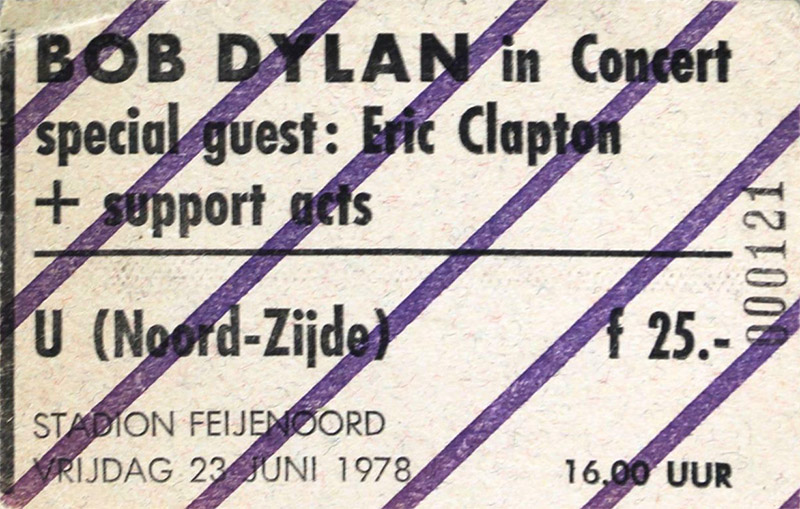 BOB DYLAN in Concert
special guest: Eric Clapton
+ support acts
000121
U (Noord-Zijde) f 25.-
STADION FEIJENOORD
VRIJDAG 23 JUNI 1978 16.00 UUR